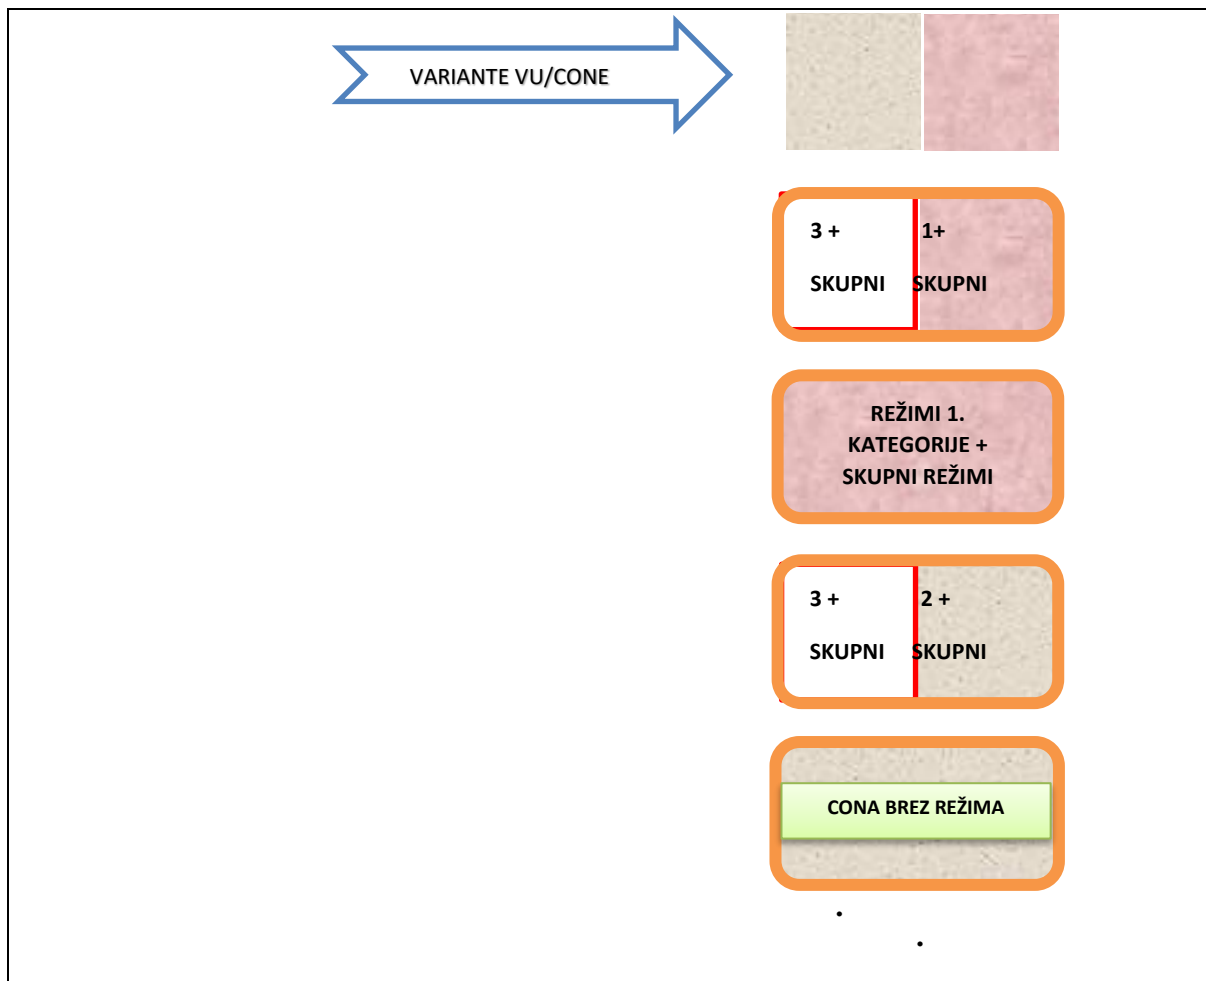 VARIANTE VU/CONE
3 + 1+
SKUPNI SKUPNI
REŽIMI 1.
KATEGORIJE +
SKUPNI REŽIMI
3 + 2 +
SKUPNI SKUPNI
CONA BREZ REŽIMA
.
.